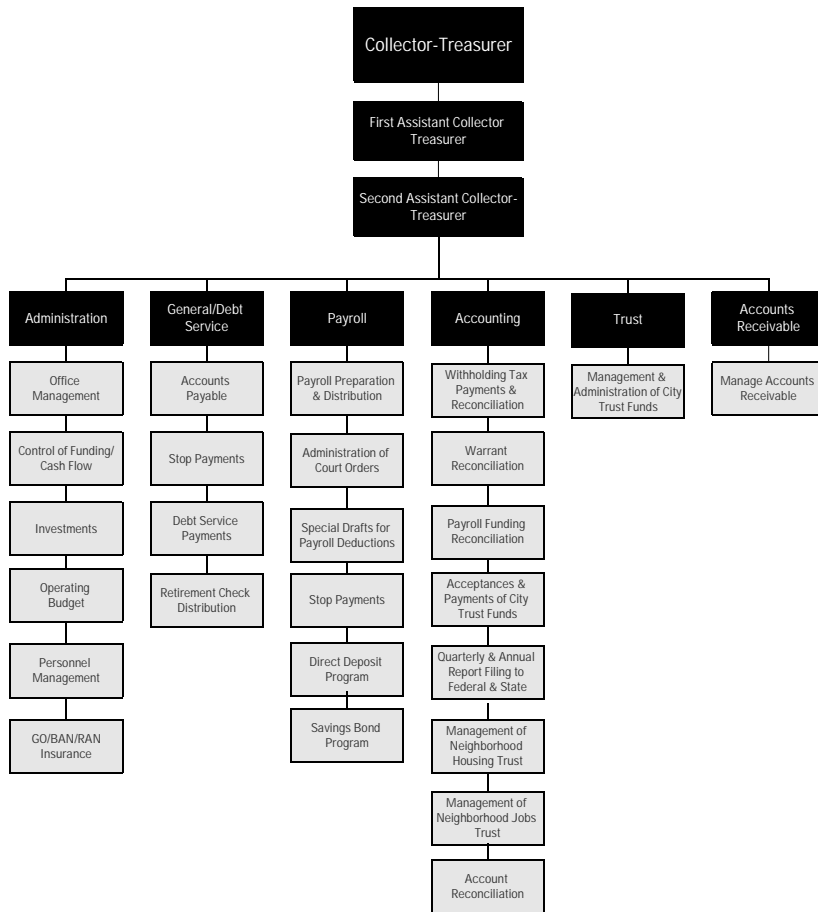 Collector-Treasurer
First Assistant Collector
Treasurer
Second Assistant Collector-
Treasurer
Administration
Office
Management
Control of Funding/
Cash Flow
Investments
Operating
Budget
Personnel
Management
GO/BAN/RAN
Insurance
General/Debt
Service
Accounts
Payable
Stop Payments
Debt Service
Payments
Retirement Check
Distribution
Payroll
Payroll Preparation
& Distribution
Administration of
Court Orders
Special Drafts for
Payroll Deductions
Stop Payments
Direct Deposit
Program
Savings Bond
Program
Accounting
Withholding Tax
Payments &
Reconciliation
Warrant
Reconciliation
Payroll Funding
Reconciliation
Acceptances &
Payments of City
Trust Funds
Quarterly & Annual
Report Filing to
Federal & State
Management of
Neighborhood
Housing Trust
Management of
Neighborhood Jobs
Trust
Account
Reconciliation
Trust
Management &
Administration of City
Trust Funds
Accounts
Receivable
Manage Accounts
Receivable